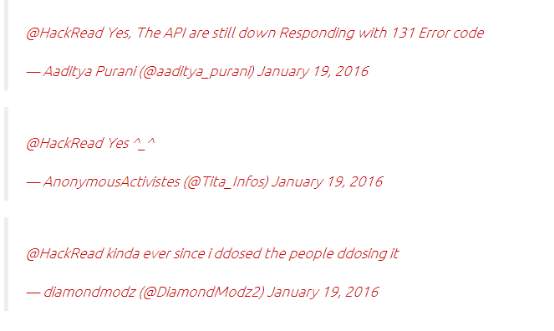 @HackRead Yes, The API are still down Responding with 131 Error code
— Aaditya Purani (@aaditya_purani) January 19, 2016
@HackRead Yes ^_^
— AnonymousActivistes (@Tita_Infos) January 19, 2016
@HackRead kinda ever since i ddosed the people ddosing it
— diamondmodz (@DiamondModz2) January 19, 2016